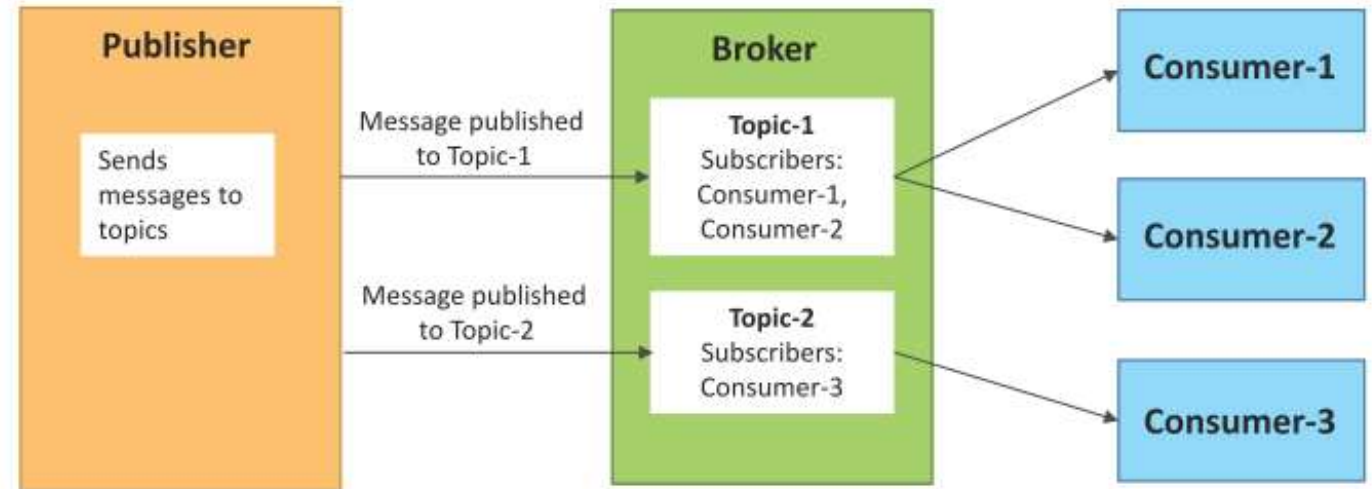 Publisher
Sends
messages to
topics
Message published
to Topic-1
Message published
to Topic-2
Broker
Topic-1
Subscribers:
Consumer-1,
Consumer-2
Topic-2
Subscribers:
Consumer-3
Consumer-1
Consumer-2
Consumer-3